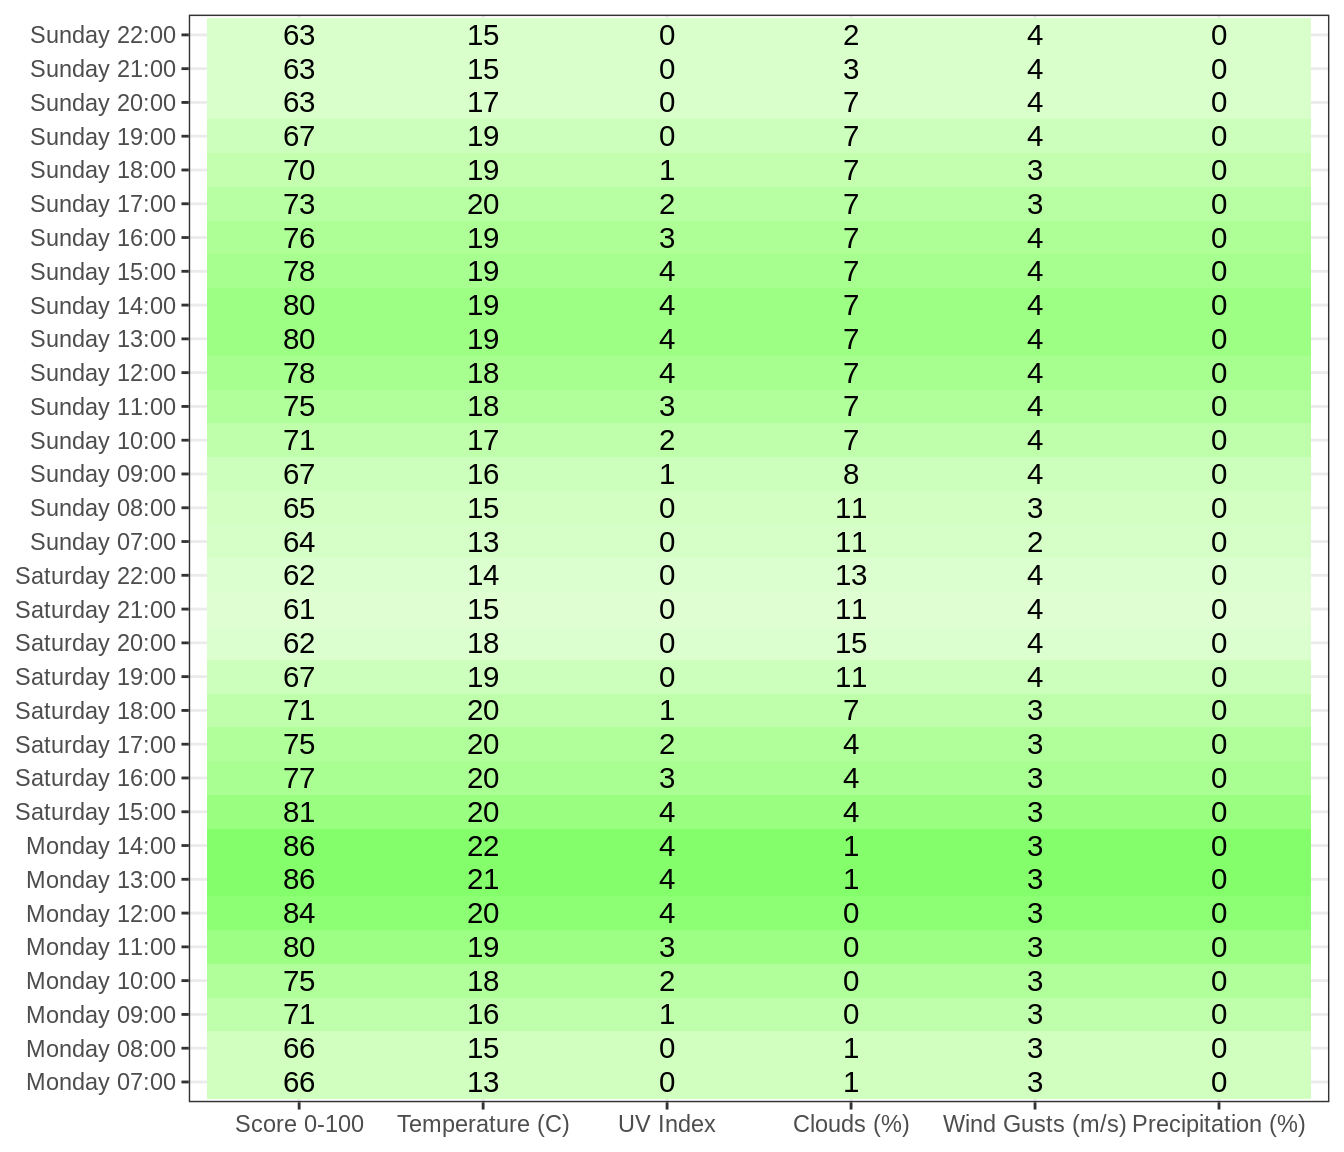 Sunday 22:00 63 15 0 2 4 0
Sunday 21:00 63 15 0 3 4 0
Sunday 20:00 63 17 0 7 4 0
Sunday 19:00 67 19 0 7 4 0
Sunday 18:00 70 19 1 7 3 0
Sunday 17:00 73 20 2 7 3 0
Sunday 16:00 76 19 3 7 4 0
Sunday 15:00 78 19 4 7 4 0
Sunday 14:00 80 19 4 7 4 0
Sunday 13:00 80 19 4 7 4 0
Sunday 12:00 78 18 4 7 4 0
Sunday 11:00 75 18 3 7 4 0
Sunday 10:00 71 17 2 7 4 0
Sunday 09:00 67 16 1 8 4 0
Sunday 08:00 65 15 0 11 3 0
Sunday 07:00 64 13 0 11 2 0
Saturday 22:00 62 14 0 13 4 0
Saturday 21:00 61 15 0 11 4 0
Saturday 20:00 62 18 0 15 4 0
Saturday 19:00 67 19 0 11 4 0
Saturday 18:00 71 20 1 7 3 0
Saturday 17:00 75 20 2 4 3 0
Saturday 16:00 77 20 3 4 3 0
Saturday 15:00 81 20 4 4 3 0
Monday 14:00 86 22 4 1 3 0
Monday 13:00 86 21 4 1 3 0
Monday 12:00 84 20 4 0 3 0
Monday 11:00 80 19 3 0 3 0
Monday 10:00 75 18 2 0 3 0
Monday 09:00 71 16 1 0 3 0
Monday 08:00 66 15 0 1 3 0
Monday 07:00 66 13 0 1 3 0
Score 0-100 Temperature (C) UV Index Clouds (%) Wind Gusts (m/s) Precipitation (%)